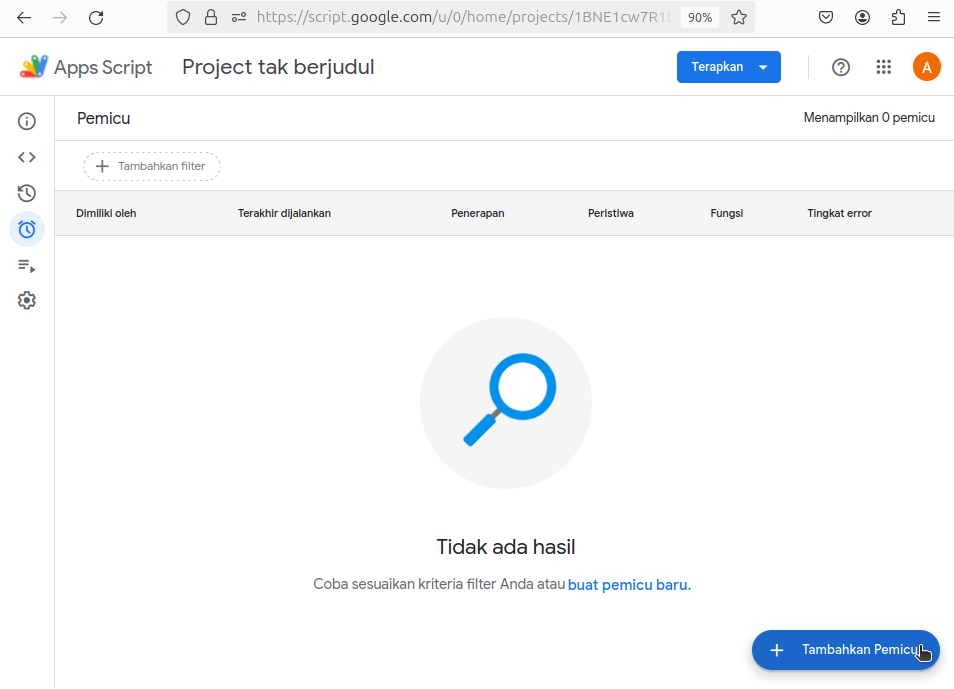 https://script.google.com/u/0/home/projects/1BNE1cw7R1
90%
Apps Script
Project tak berjudul
Terapkan
A
Pemicu
Menampilkan 0 pemicu
Tambahkan filter
Dimiliki oleh
Terakhir dijalankan
Penerapan
Peristiwa
Fungsi
Tingkat error
Tidak ada hasil
Coba sesuaikan kriteria filter Anda atau buat pemicu baru.
Tambahkan Pemicu